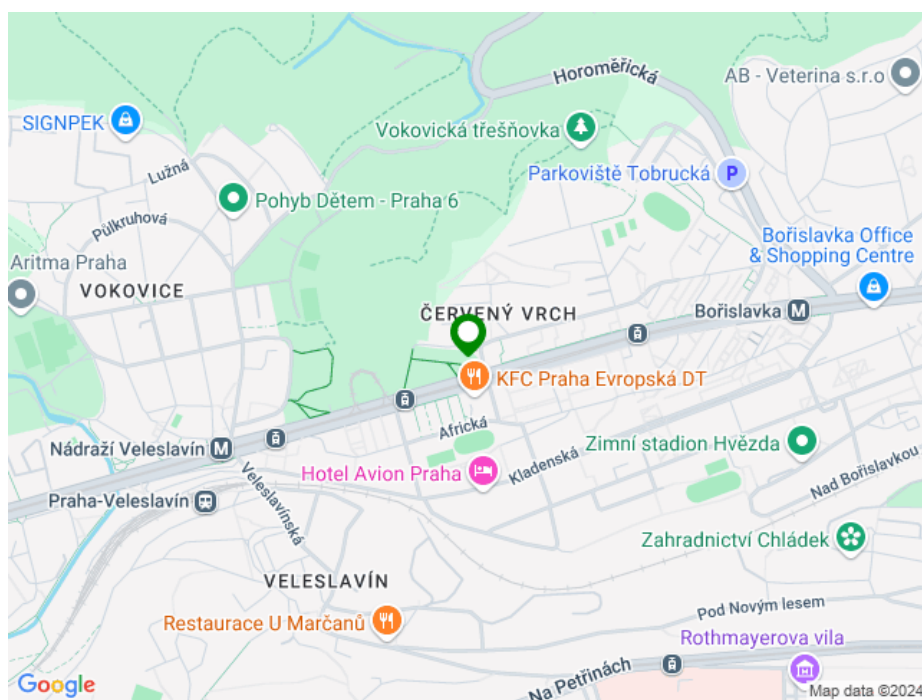 Horoměřická
AB - Veterina s.r.o
SIGNPEK
Vokovická třešňovka
Lužná
Parkoviště Tobrucká
P
Pohyb Dětem - Praha 6
Půlkruhová
Bořislavka Office
& Shopping Centre
Aritma Praha
VOKOVICE
ČERVENÝ VRCH
Bořislavka
M
KFC Praha Evropská DT
Africká
Nádraží Veleslavín
M
Zimní stadion Hvězda
Hotel Avion Praha
Kladenská
Nad Bořislavkou
Praha-Veleslavín
Veleslavínská
Zahradnictví Chládek
VELESLAVÍN
Pod Novým lesem
Restaurace U Marčanů
Rothmayerova vila
Na Petřinách
Google
Map data ©2024